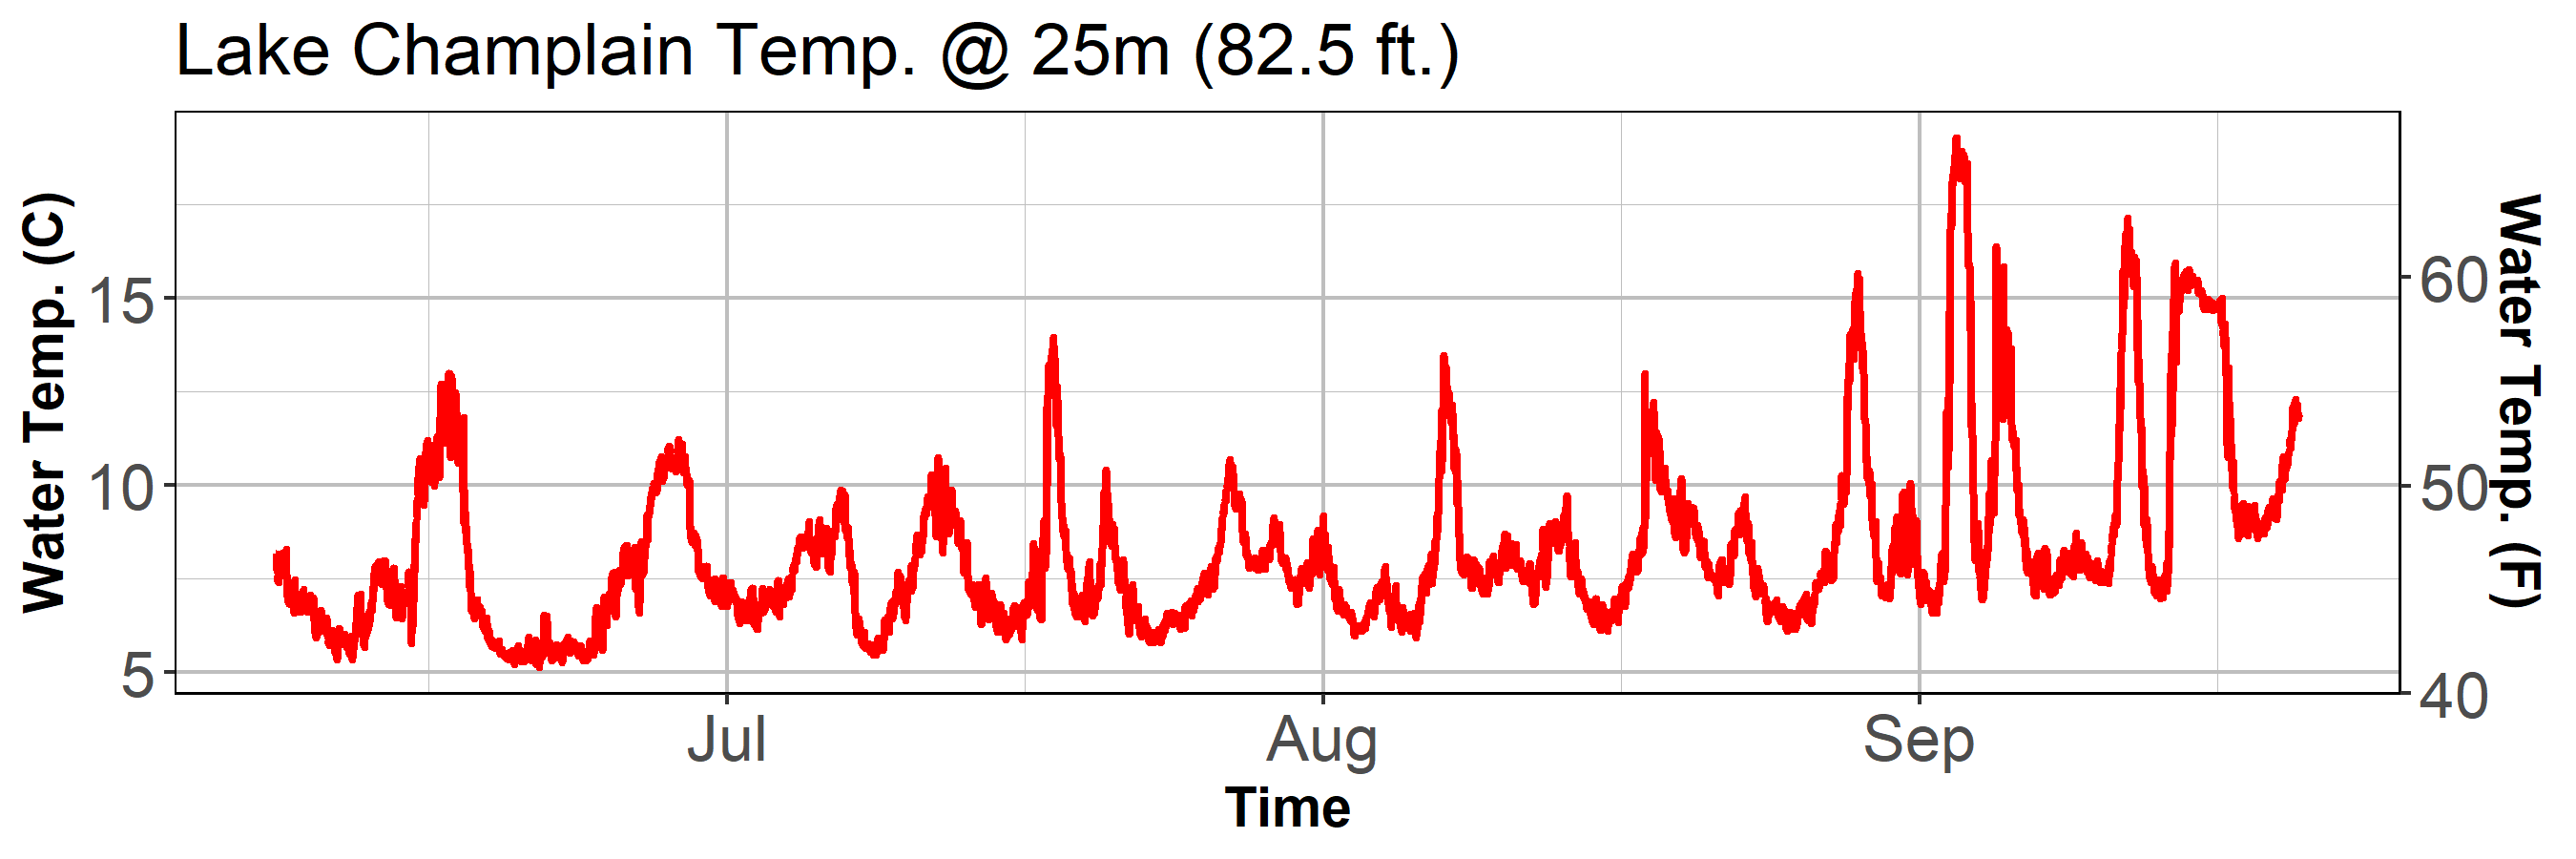 Lake Champlain Temp. @ 25m (82.5 ft.)
Water Temp. (C)
15
10
5
60
50
40
Water Temp. (F)
Jul
Aug
Sep
Time